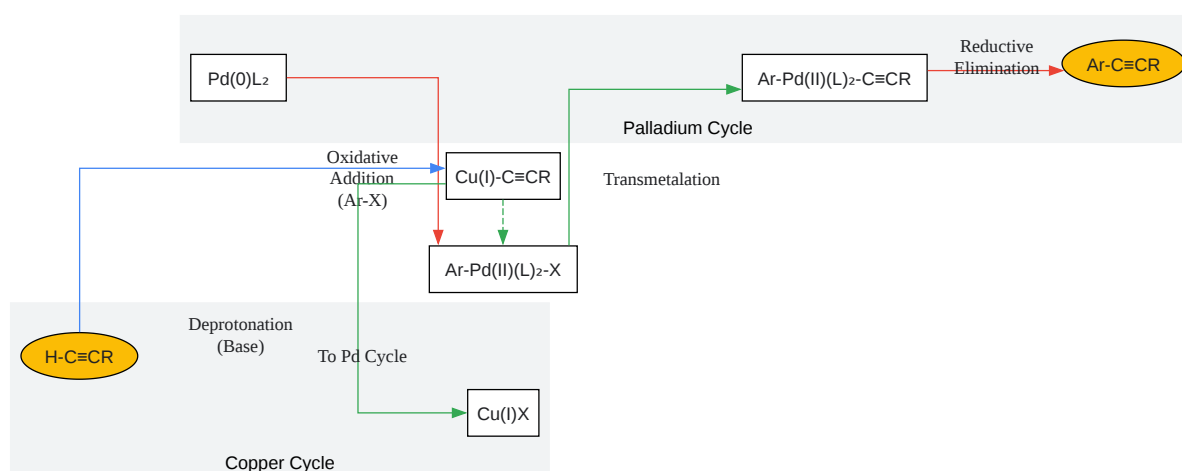 Pd(0)L₂
Ar-Pd(II)(L)₂-C≡CR
Reductive
Elimination
Ar-C≡CR
Palladium Cycle
Oxidative
Addition
(Ar-X)
Cu(I)-C≡CR
Transmetalation
Ar-Pd(II)(L)₂-X
Deprotonation
(Base)
H-C≡CR
To Pd Cycle
Cu(I)X
Copper Cycle